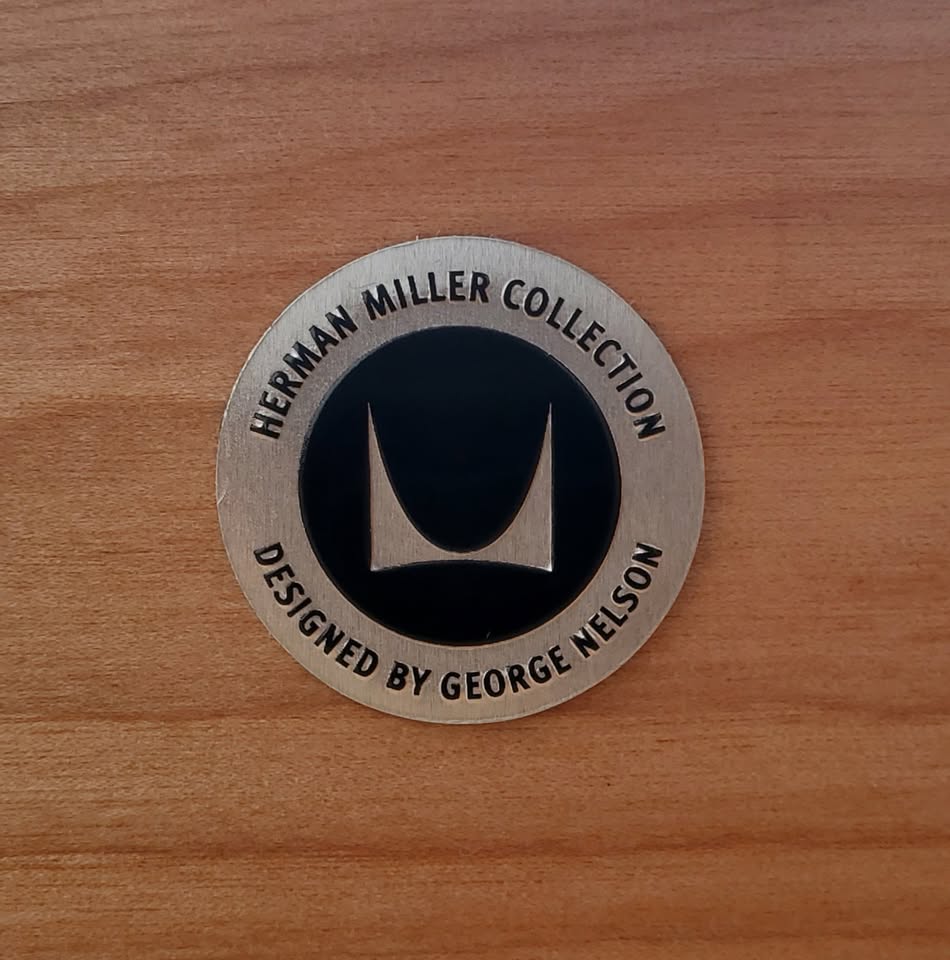 HERMAN MILLER COLLECTION
DESIGNED BY GEORGE NELSON